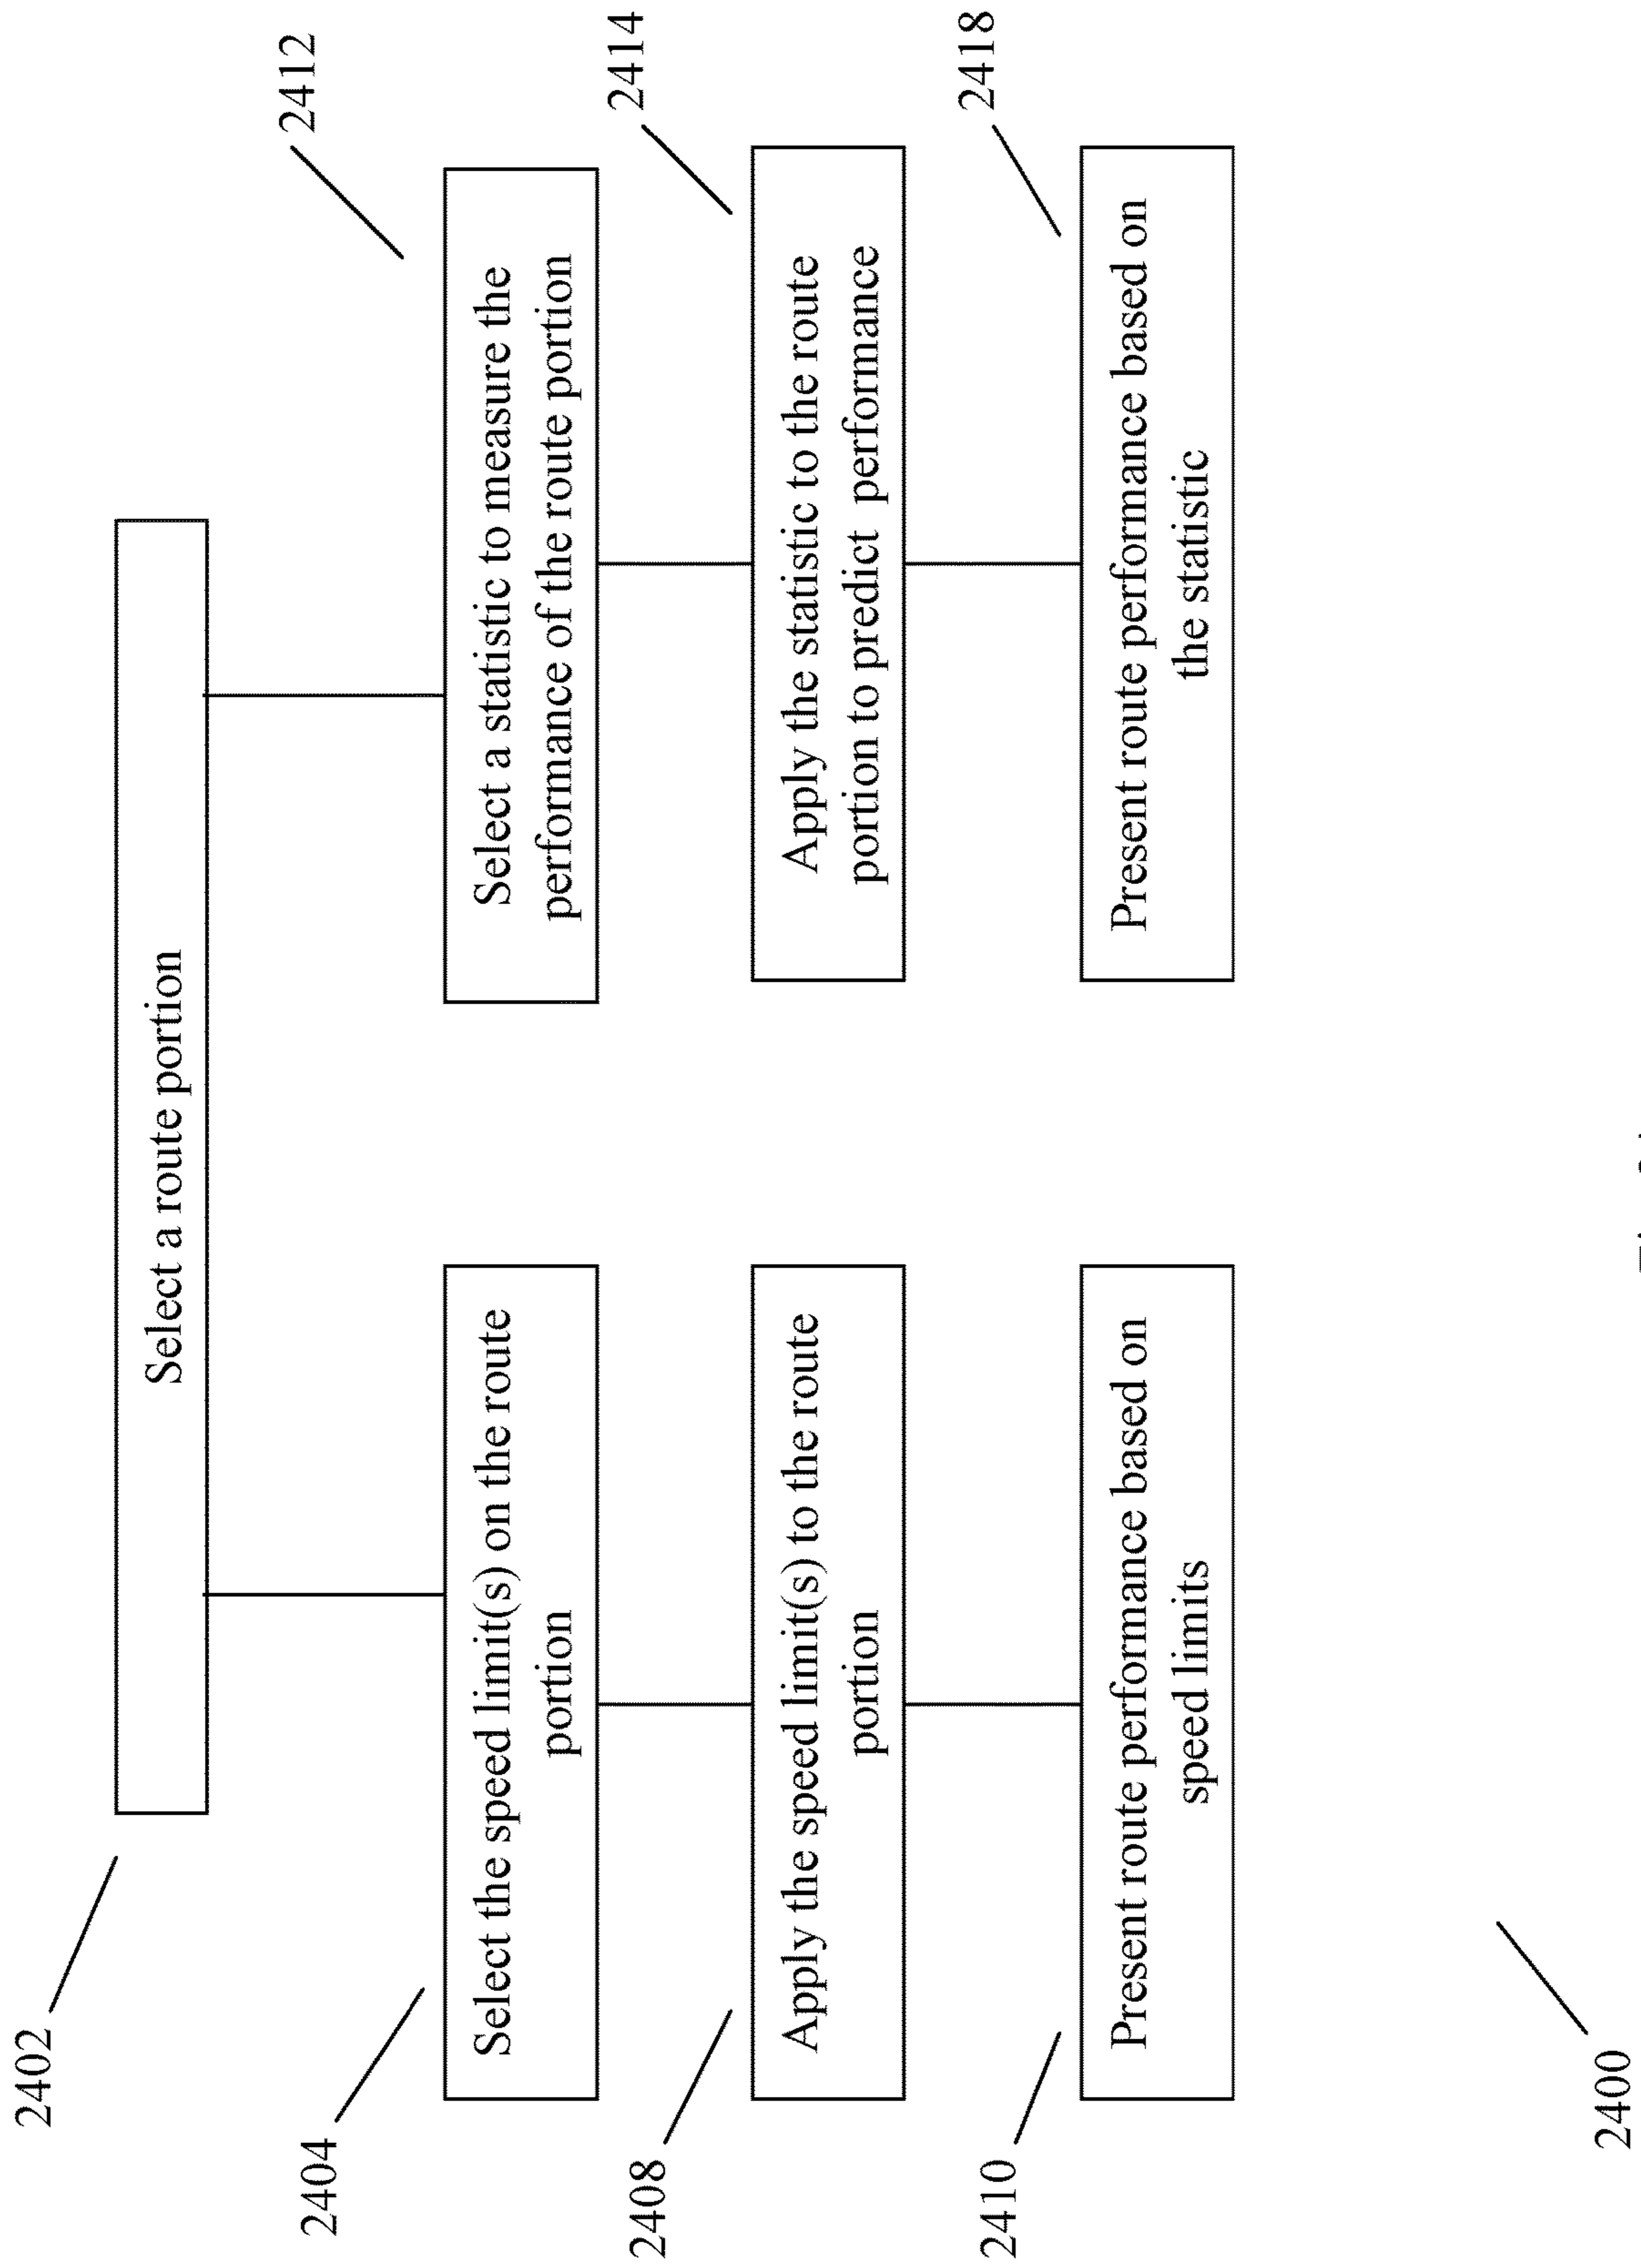 2402
Select a route portion
2404
Select the speed limit(s) on the route
portion
2412
Select a statistic to measure the
performance of the route portion
2408
Apply the speed limit(s) to the route
portion
2414
Apply the statistic to the route
portion to predict performance
2410
Present route performance based on
speed limits
2418
Present route performance based on
the statistic
2400